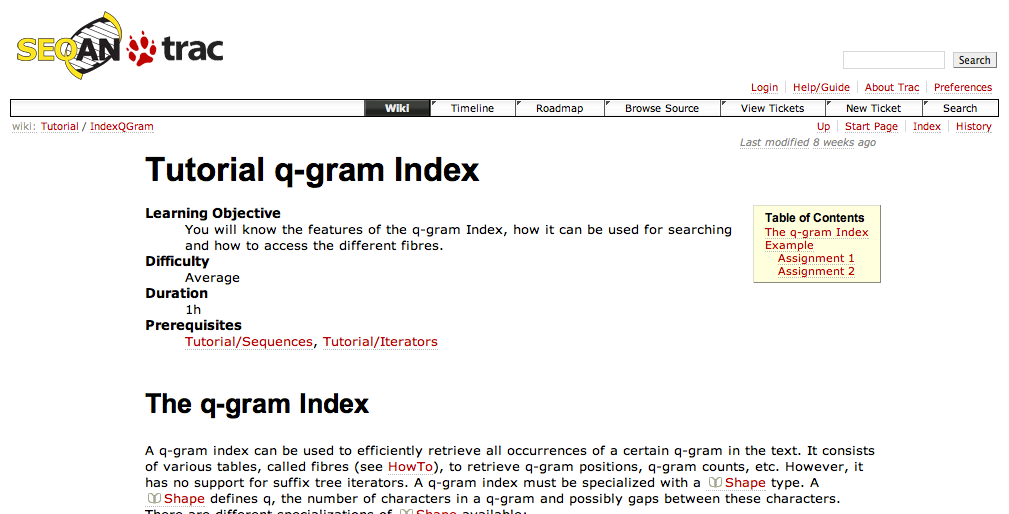 SEQAN trac
Search
Login Help/Guide About Trac Preferences
Wiki Timeline Roadmap Browse Source View Tickets New Ticket Search
wiki: Tutorial / IndexQGram
Up Start Page Index History
Last modified 8 weeks ago
Tutorial q-gram Index
Learning Objective
You will know the features of the q-gram Index, how it can be used for searching
and how to access the different fibres.
Difficulty
Average
Duration
1h
Prerequisites
Tutorial/Sequences, Tutorial/Iterators
Table of Contents
The q-gram Index
Example
Assignment 1
Assignment 2
The q-gram Index
A q-gram index can be used to efficiently retrieve all occurrences of a certain q-gram in the text. It consists
of various tables, called fibres (see HowTo), to retrieve q-gram positions, q-gram counts, etc. However, it
has no support for suffix tree iterators. A q-gram index must be specialized with a Shape type. A
Shape defines q, the number of characters in a q-gram and possibly gaps between these characters.
There are different specializations of Shape available: